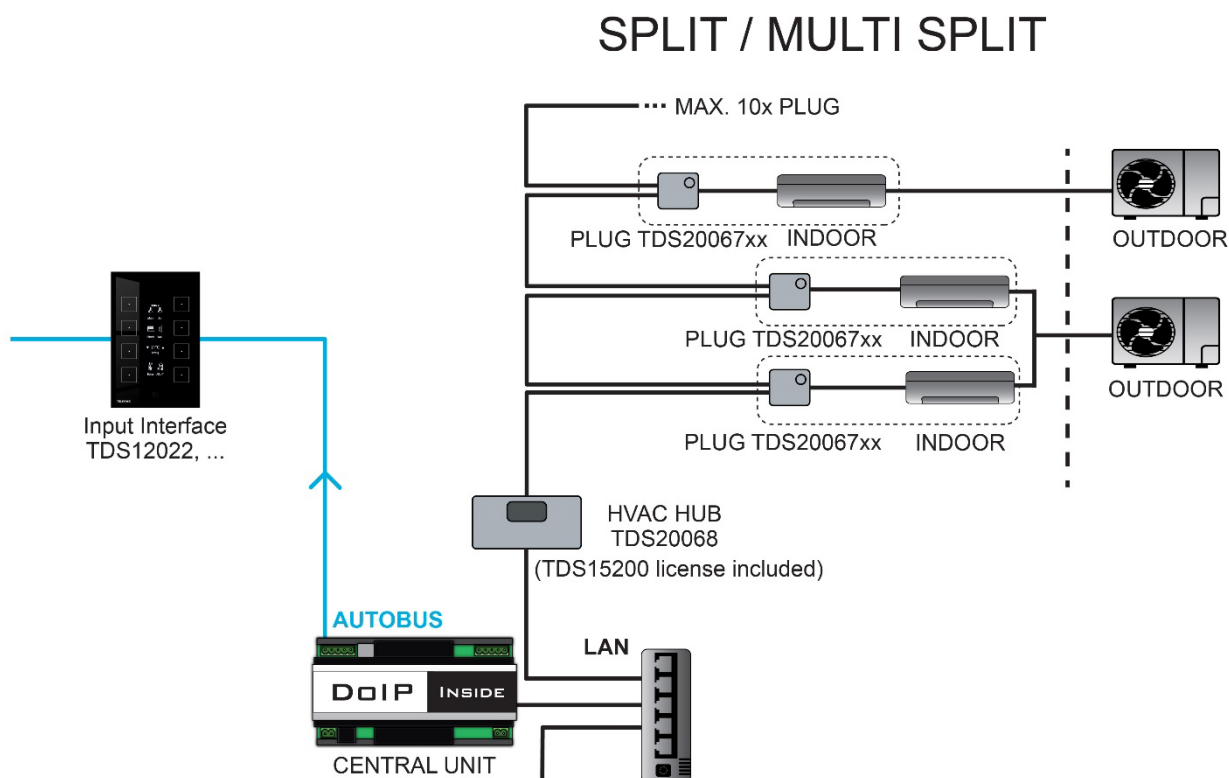 SPLIT / MULTI SPLIT
... MAX. 10x PLUG
PLUG TDS20067xx INDOOR
OUTDOOR
PLUG TDS20067xx INDOOR
OUTDOOR
PLUG TDS20067xx INDOOR
Input Interface
TDS12022, ...
HVAC HUB
TDS20068
(TDS15200 license included)
AUTOBUS
LAN
DoIP INSIDE
CENTRAL UNIT